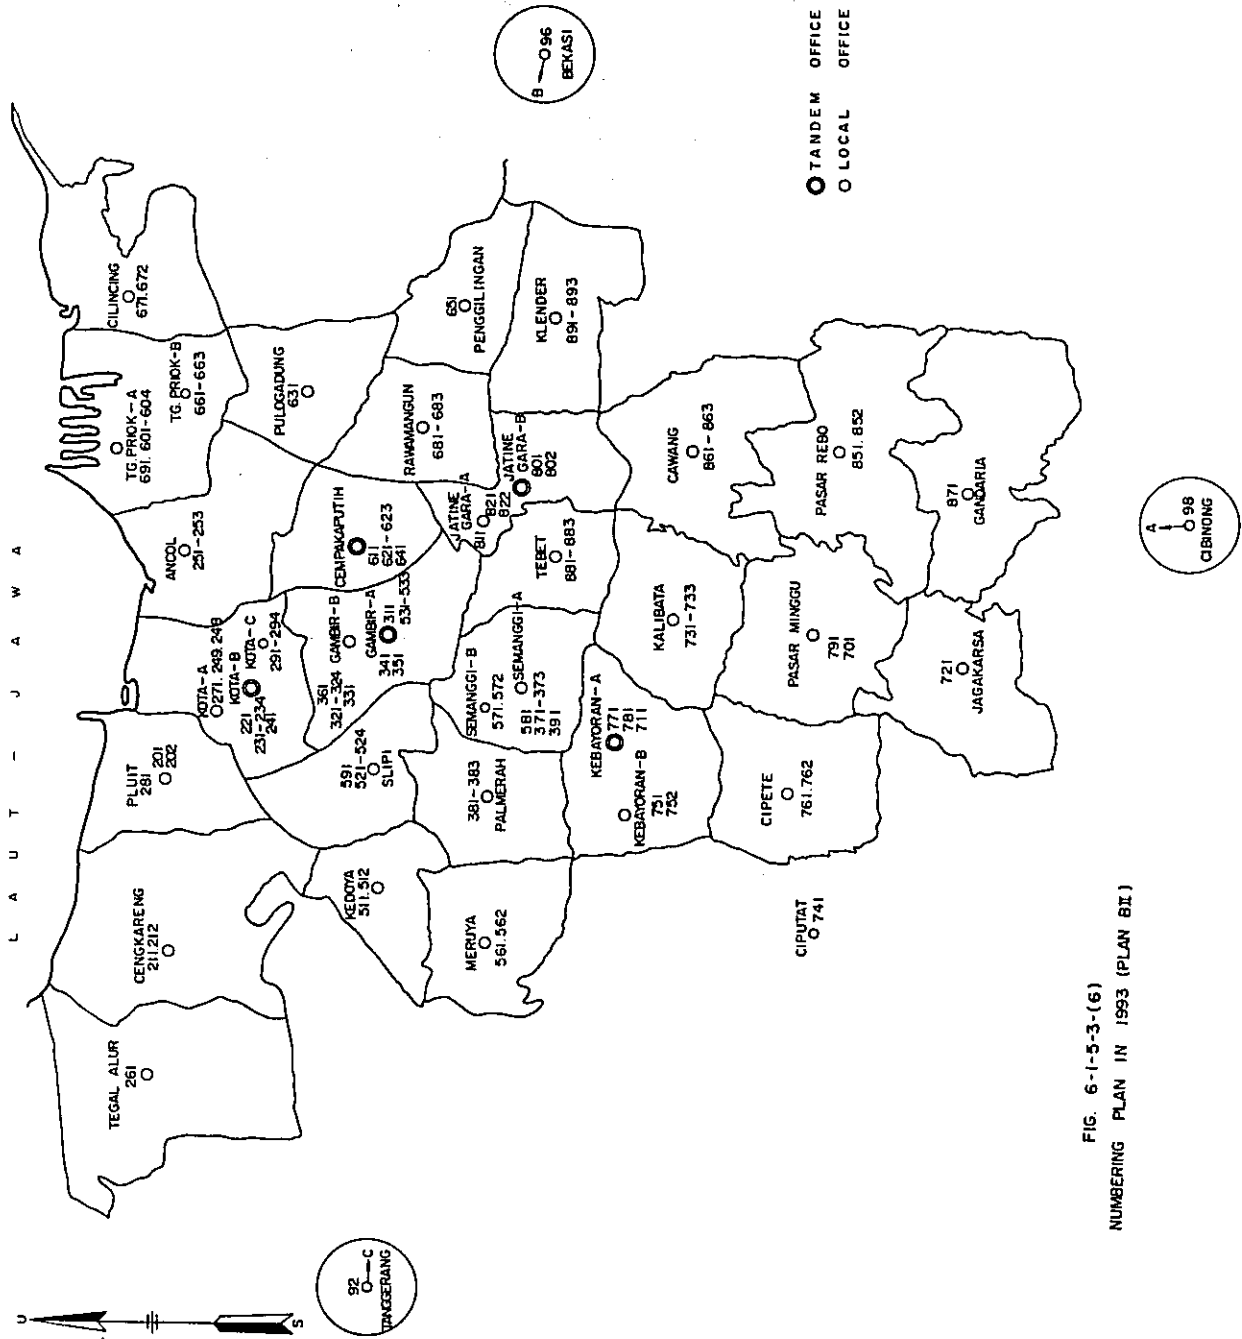 LAUT - JAWA
U
S
TEGAL ALUR
261
CENGKARENG
211.212
PLUIT
281 201
202
KOTA-A
271.249.248
KOTA-B
221
231-234
241
KOTA-C
291-294
ANCOL
251-253
TG. PRIOK-A
691.601-604
TG. PRIOK-B
661-663
CILINCING
671.672
PULOGADUNG
631
KEDOYA
511.512
591
521-524
SLIPI
361
321-324 GAMBIR-B
331
GAMBIR-A
341 311
351 531-533
CEMPAKAPUTIH
611
621-623
641
RAWAMANGUN
681-683
651
PENGGILINGAN
MERUYA
561.562
381-383
PALMERAH
SEMANGGI-B
571.572
SEMANGGI-A
581
371-373
391
TEBET
881-883
JATINE
GARA-A
811 821
822
JATINE
GARA-B
801
802
KLENDER
891-893
KEBAYORAN-A
771
781
711
KEBAYORAN-B
751
752
KALIBATA
731-733
CAWANG
861-863
CIPUTAT
741
CIPETE
761.762
PASAR MINGGU
791
701
PASAR REBO
851.852
721
JAGAKARSA
871
GANDARIA
92
C
TANGGERANG
B
96
BEKASI
A
98
CIBINONG
TANDEM OFFICE
LOCAL OFFICE
FIG. 6-1-5-3-(6)
NUMBERING PLAN IN 1993 (PLAN BII)